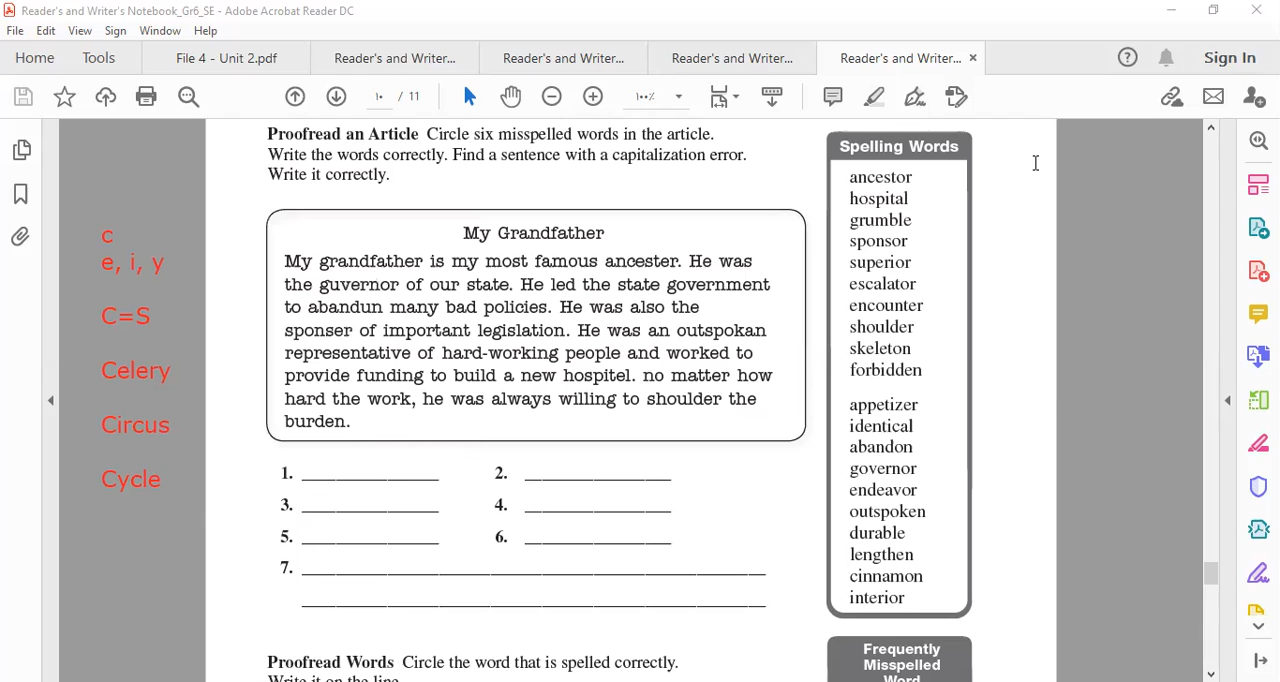 Reader's and Writer's Notebook_Gr6_SE - Adobe Acrobat Reader DC
File Edit View Sign Window Help
Home Tools File 4 - Unit 2.pdf Reader's and Writer... Reader's and Writer... Reader's and Writer... Reader's and Writer... × Sign In
١٠ / 11 ١٠٠%
Proofread an Article Circle six misspelled words in the article.
Write the words correctly. Find a sentence with a capitalization error.
Write it correctly.
My Grandfather
My grandfather is my most famous ancester. He was
the guvernor of our state. He led the state government
to abandun many bad policies. He was also the
sponser of important legislation. He was an outspokan
representative of hard-working people and worked to
provide funding to build a new hospitel. no matter how
hard the work, he was always willing to shoulder the
burden.
1. 2.
3. 4.
5. 6.
7.
Proofread Words Circle the word that is spelled correctly.
Write it on the line.
c
e, i, y
C=S
Celery
Circus
Cycle
Spelling Words
ancestor
hospital
grumble
sponsor
superior
escalator
encounter
shoulder
skeleton
forbidden
appetizer
identical
abandon
governor
endeavor
outspoken
durable
lengthen
cinnamon
interior
Frequently
Misspelled
Word